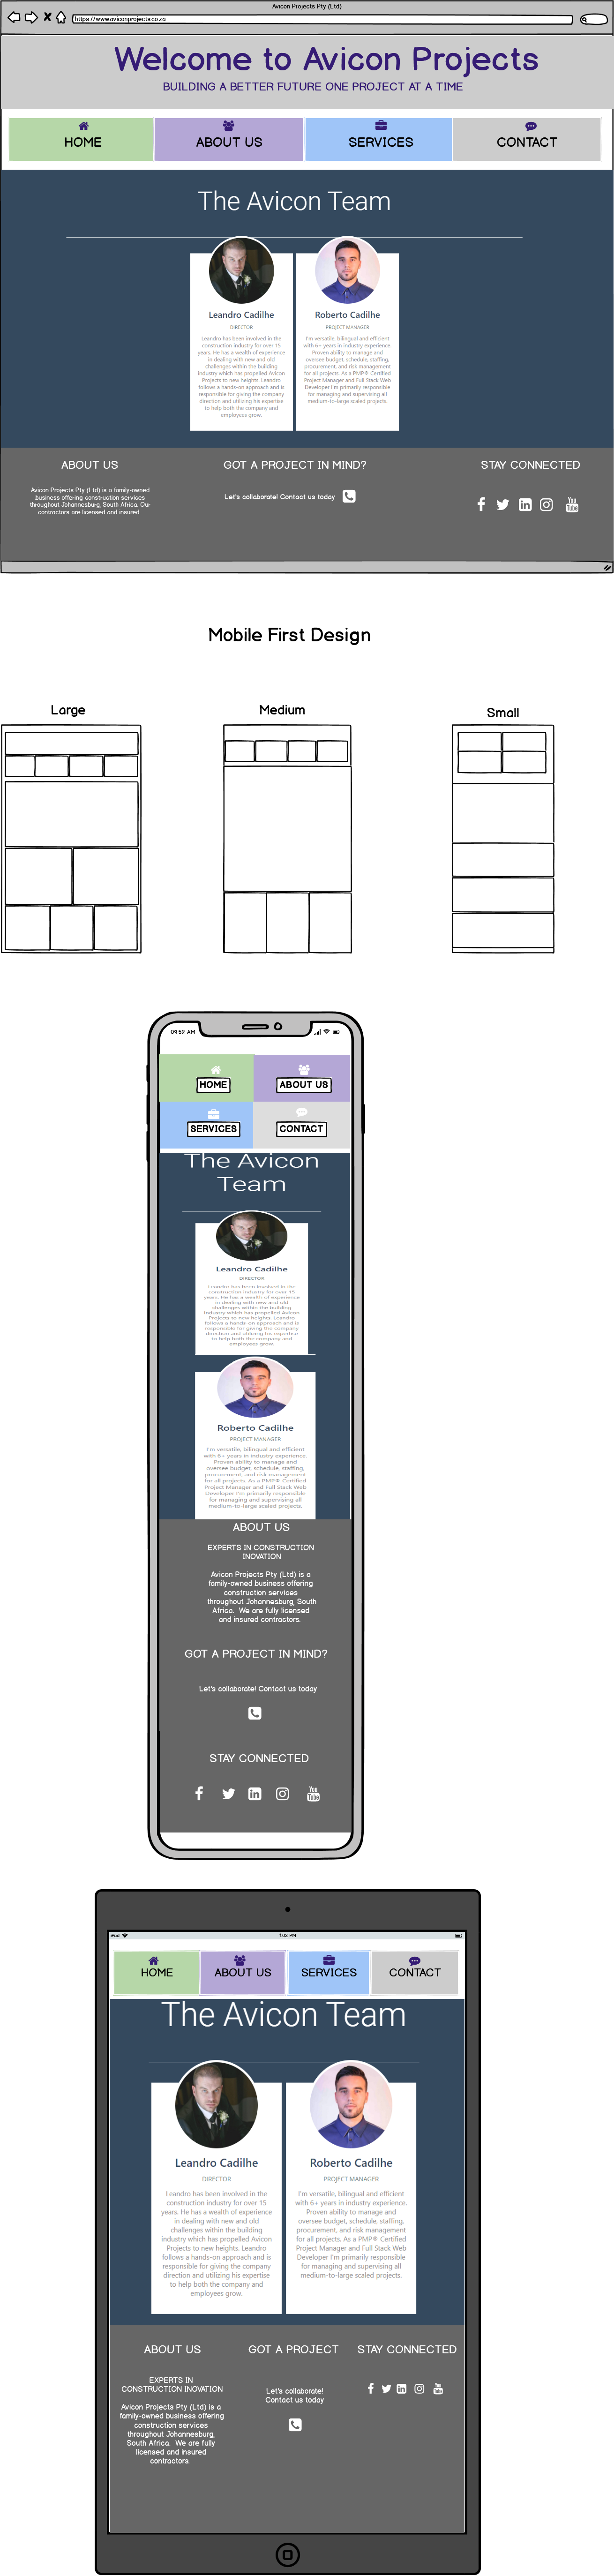 Avicon Projects Pty (Ltd)
https://www.aviconprojects.co.za
Welcome to Avicon Projects
BUILDING A BETTER FUTURE ONE PROJECT AT A TIME
HOME ABOUT US SERVICES CONTACT
The Avicon Team
Leandro Cadilhe
DIRECTOR
Leandro has been involved in the
construction industry for over 15
years. He has a wealth of experience
in dealing with new and old
challenges within the building
industry which has propelled Avicon
Projects to new heights. Leandro
follows a hands-on approach and is
responsible for giving the company
direction and utilizing his expertise
to help both the company and
employees grow.
Roberto Cadilhe
PROJECT MANAGER
I'm versatile, bilingual and efficient
with 6+ years in industry experience.
Proven ability to manage and
oversee budget, schedule, staffing,
procurement, and risk management
for all projects. As a PMP® Certified
Project Manager and Full Stack Web
Developer I'm primarily responsible
for managing and supervising all
medium-to-large scaled projects.
ABOUT US
Avicon Projects Pty (Ltd) is a family-owned
business offering construction services
throughout Johannesburg, South Africa. Our
contractors are licensed and insured.
GOT A PROJECT IN MIND?
Let's collaborate! Contact us today
STAY CONNECTED
You
Tube
Mobile First Design
Large
Medium
Small
09:52 AM
HOME
ABOUT US
SERVICES
CONTACT
The Avicon
Team
Leandro Cadilhe
DIRECTOR
Leandro has been involved in the
construction industry for over 15
years. He has a wealth of experience
in dealing with new and old
challenges within the building
industry which has propelled Avicon
Projects to new heights. Leandro
follows a hands-on approach and is
responsible for giving the company
direction and utilizing his expertise
to help both the company and
employees grow.
Roberto Cadilhe
PROJECT MANAGER
I'm versatile, bilingual and efficient
with 6+ years in industry experience.
Proven ability to manage and
oversee budget, schedule, staffing,
procurement, and risk management
for all projects. As a PMP® Certified
Project Manager and Full Stack Web
Developer I'm primarily responsible
for managing and supervising all
medium-to-large scaled projects.
ABOUT US
EXPERTS IN CONSTRUCTION
INOVATION
Avicon Projects Pty (Ltd) is a
family-owned business offering
construction services
throughout Johannesburg, South
Africa. We are fully licensed
and insured contractors.
GOT A PROJECT IN MIND?
Let's collaborate! Contact us today
STAY CONNECTED
You
Tube
iPad
1:02 PM
HOME ABOUT US SERVICES CONTACT
The Avicon Team
Leandro Cadilhe
DIRECTOR
Leandro has been involved in the
construction industry for over 15
years. He has a wealth of experience
in dealing with new and old
challenges within the building
industry which has propelled Avicon
Projects to new heights. Leandro
follows a hands-on approach and is
responsible for giving the company
direction and utilizing his expertise
to help both the company and
employees grow.
Roberto Cadilhe
PROJECT MANAGER
I'm versatile, bilingual and efficient
with 6+ years in industry experience.
Proven ability to manage and
oversee budget, schedule, staffing,
procurement, and risk management
for all projects. As a PMP® Certified
Project Manager and Full Stack Web
Developer I'm primarily responsible
for managing and supervising all
medium-to-large scaled projects.
ABOUT US
EXPERTS IN
CONSTRUCTION INOVATION
Avicon Projects Pty (Ltd) is a
family-owned business offering
construction services
throughout Johannesburg,
South Africa. We are fully
licensed and insured
contractors.
GOT A PROJECT
Let's collaborate!
Contact us today
STAY CONNECTED
You
Tube